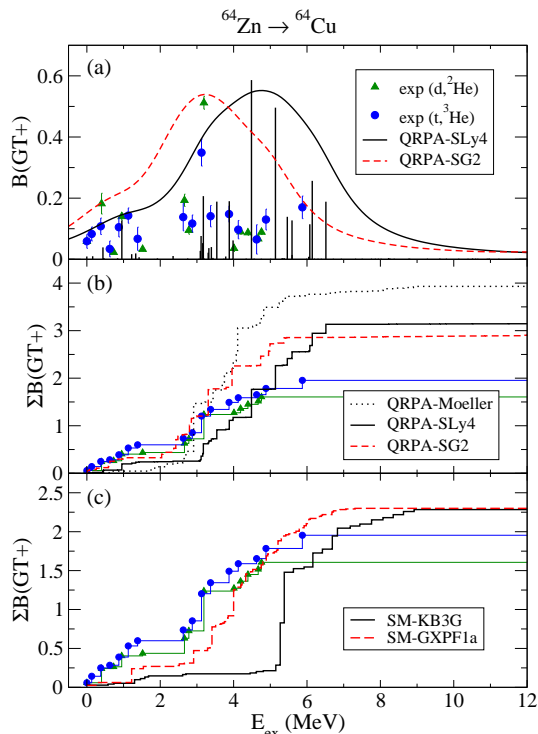 ⁶⁴Zn → ⁶⁴Cu
(a)
B(GT+)
0.6
0.4
0.2
0
exp (d,²He)
exp (t,³He)
QRPA-SLy4
QRPA-SG2
(b)
ΣB(GT+)
4
3
2
1
0
QRPA-Moeller
QRPA-SLy4
QRPA-SG2
(c)
ΣB(GT+)
2.5
2
1.5
1
0.5
0
SM-KB3G
SM-GXPF1a
0 2 4 6 8 10 12
E_ex (MeV)